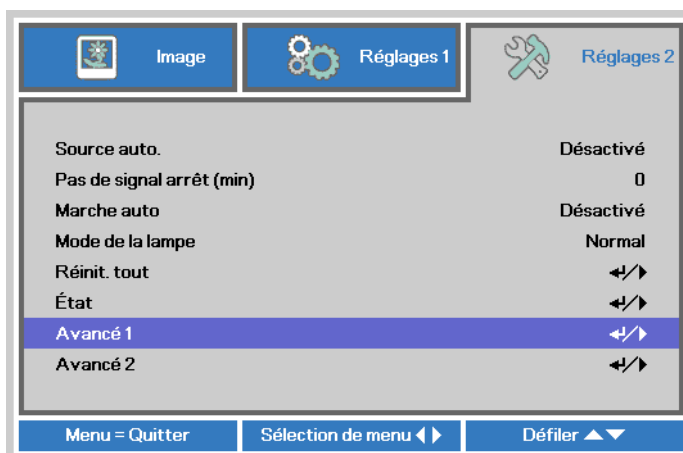 Image
Réglages 1
Réglages 2
Source auto. Désactivé
Pas de signal arrêt (min) 0
Marche auto Désactivé
Mode de la lampe Normal
Réinit. tout
État
Avancé 1
Avancé 2
Menu = Quitter
Sélection de menu
Défiler